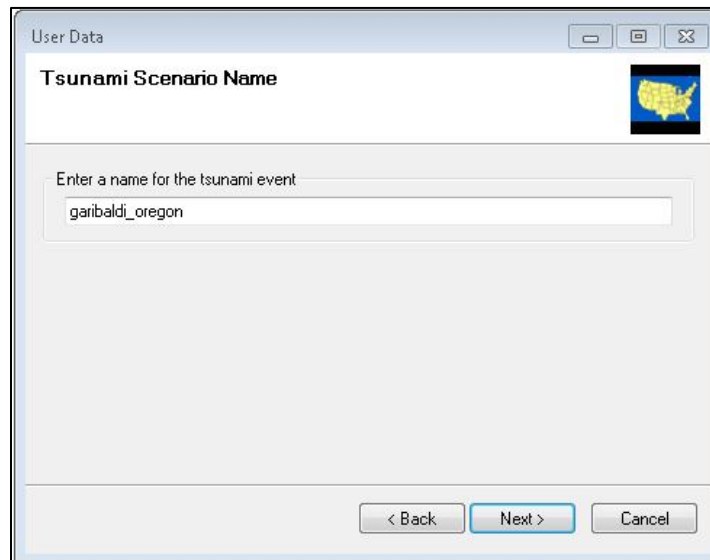 User Data
Tsunami Scenario Name
Enter a name for the tsunami event
garibaldi_oregon
< Back
Next >
Cancel